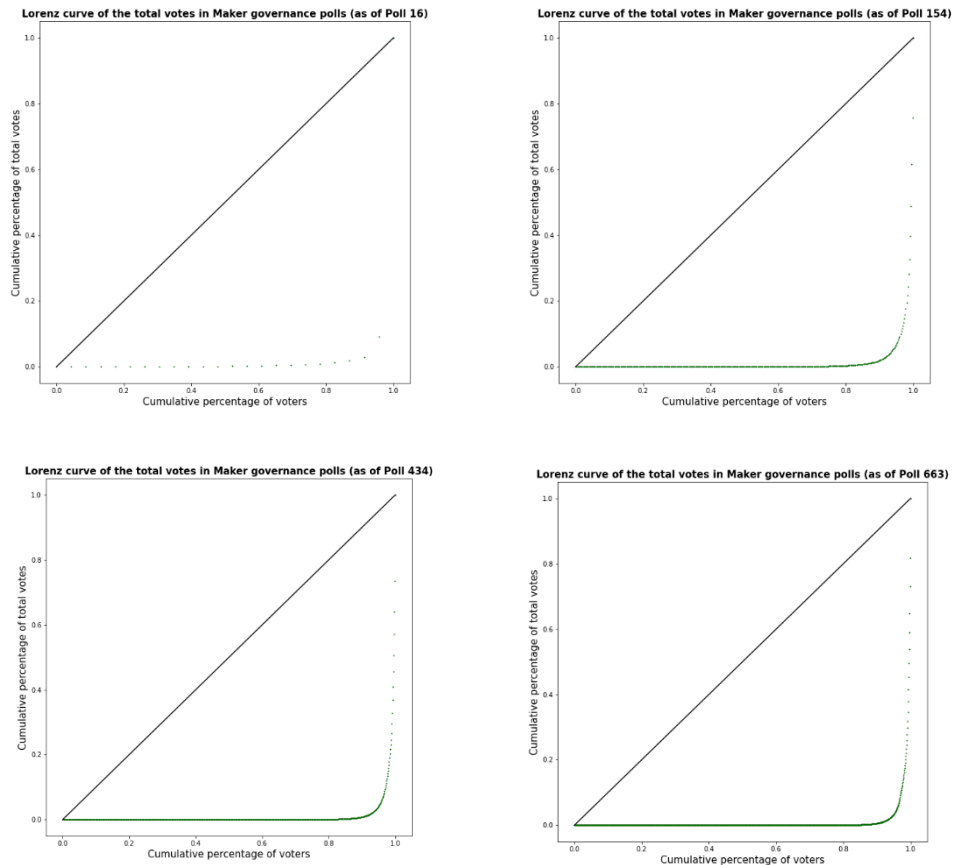 Lorenz curve of the total votes in Maker governance polls (as of Poll 16)
1.0
0.8
0.6
0.4
0.2
0.0
Cumulative percentage of total votes
0.0 0.2 0.4 0.6 0.8 1.0
Cumulative percentage of voters
Lorenz curve of the total votes in Maker governance polls (as of Poll 154)
1.0
0.8
0.6
0.4
0.2
0.0
Cumulative percentage of total votes
0.0 0.2 0.4 0.6 0.8 1.0
Cumulative percentage of voters
Lorenz curve of the total votes in Maker governance polls (as of Poll 434)
1.0
0.8
0.6
0.4
0.2
0.0
Cumulative percentage of total votes
0.0 0.2 0.4 0.6 0.8 1.0
Cumulative percentage of voters
Lorenz curve of the total votes in Maker governance polls (as of Poll 663)
1.0
0.8
0.6
0.4
0.2
0.0
Cumulative percentage of total votes
0.0 0.2 0.4 0.6 0.8 1.0
Cumulative percentage of voters